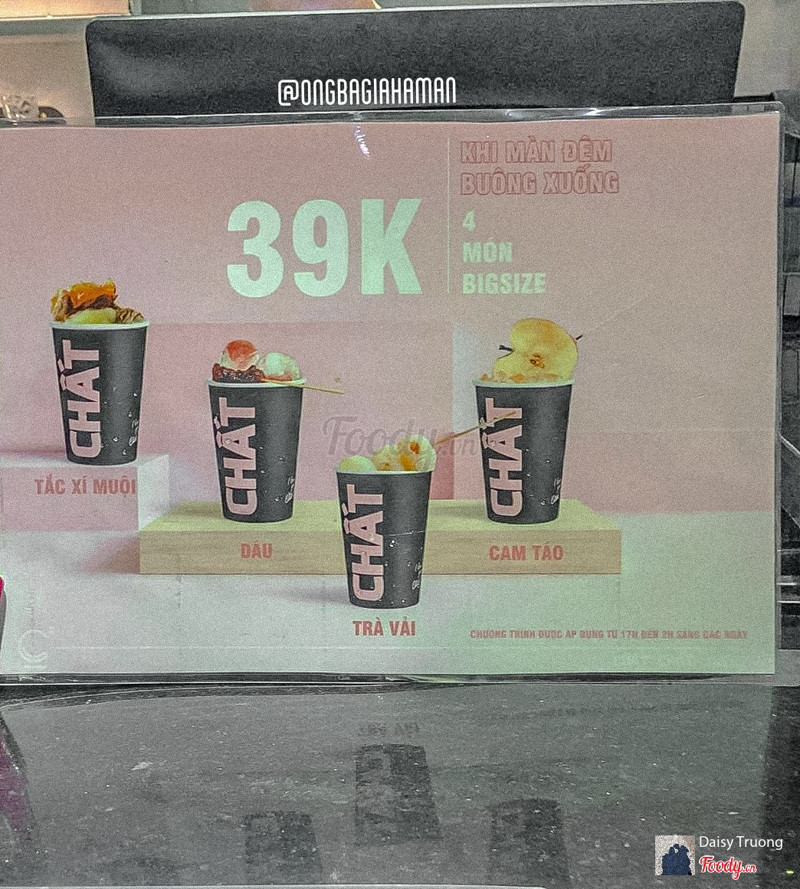 @ONGBAGIAHAMAN
KHI MÀN ĐÊM
BUÔNG XUỐNG
39K
4
MÓN
BIGSIZE
CHẤT
CHẤT
CHẤT
CHẤT
TẮC XÍ MUỘI
DÂU
CAM TÁO
TRÀ VẢI
Foody.vn
CHƯƠNG TRÌNH ĐƯỢC ÁP DỤNG TỪ 17H ĐẾN 2H SÁNG CÁC NGÀY
Daisy Truong
Foody.vn